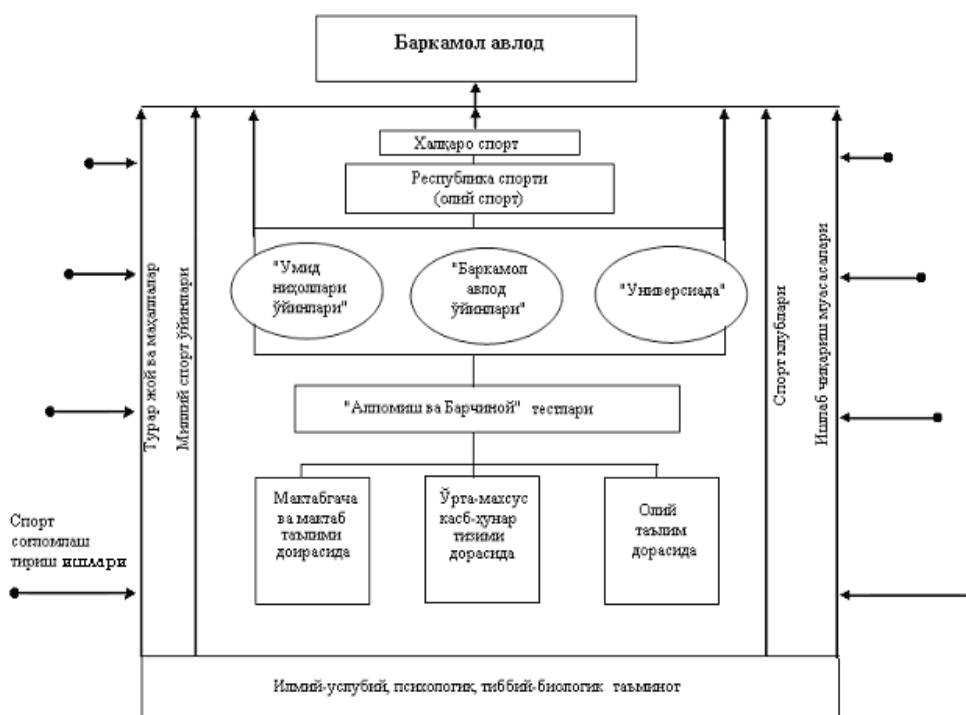 Баркамол авлод
Халқаро спорт
Республика спорти
(олий спорт)
"Умид
ниҳоллари
ўйинлари"
"Баркамол
авлод
ўйинлари"
"Универсиада"
"Алпомиш ва Барчиной" тестлари
Мактабгача
ва мактаб
таълими
доирасида
Ўрта-махсус
касб-ҳунар
тизими
дорасида
Олий
таълим
дорасида
Турар жой ва маҳаллалар
Миллий спорт ўйинлари
Спорт клублари
Ишлаб чиқариш муасасалари
Спорт
соғломлаш
тириш ишлари
Илмий-услубий, психологик, тиббий-биологик таъминот